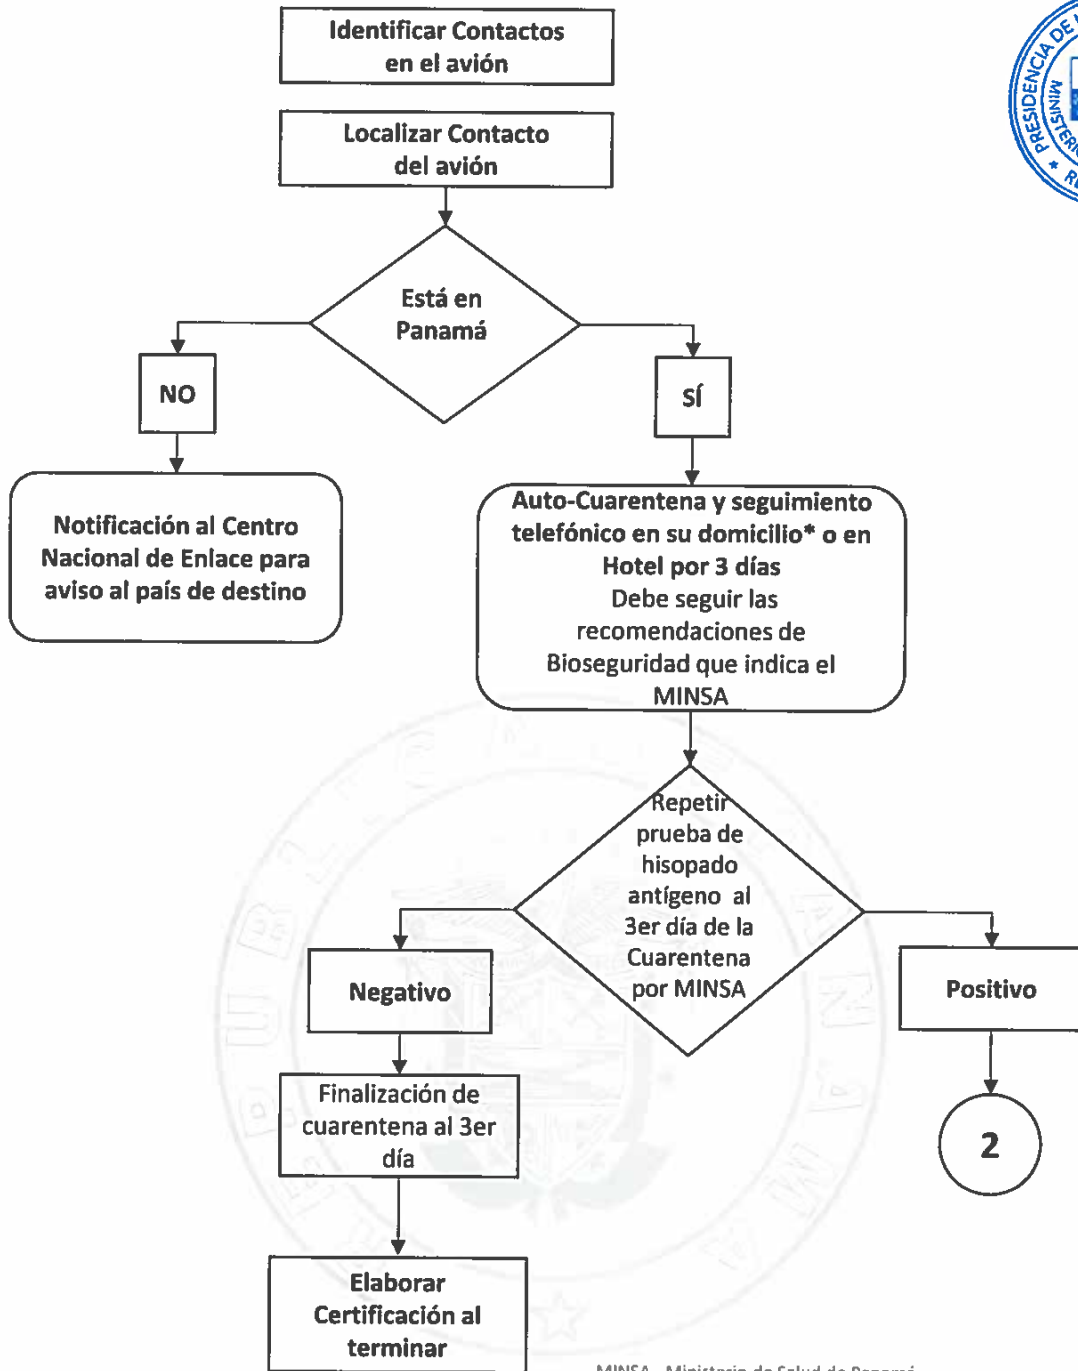 Identificar Contactos
en el avión
PRESIDENCIA DE
Localizar Contacto
del avión
Está en
Panamá
NO
SÍ
Notificación al Centro
Nacional de Enlace para
aviso al país de destino
Auto-Cuarentena y seguimiento
telefónico en su domicilio* o en
Hotel por 3 días
Debe seguir las
recomendaciones de
Bioseguridad que indica el
MINSA
Repetir
prueba de
hisopado
antígeno al
3er día de la
Cuarentena
por MINSA
Negativo
Positivo
Finalización de
cuarentena al 3er
día
2
Elaborar
Certificación al
terminar